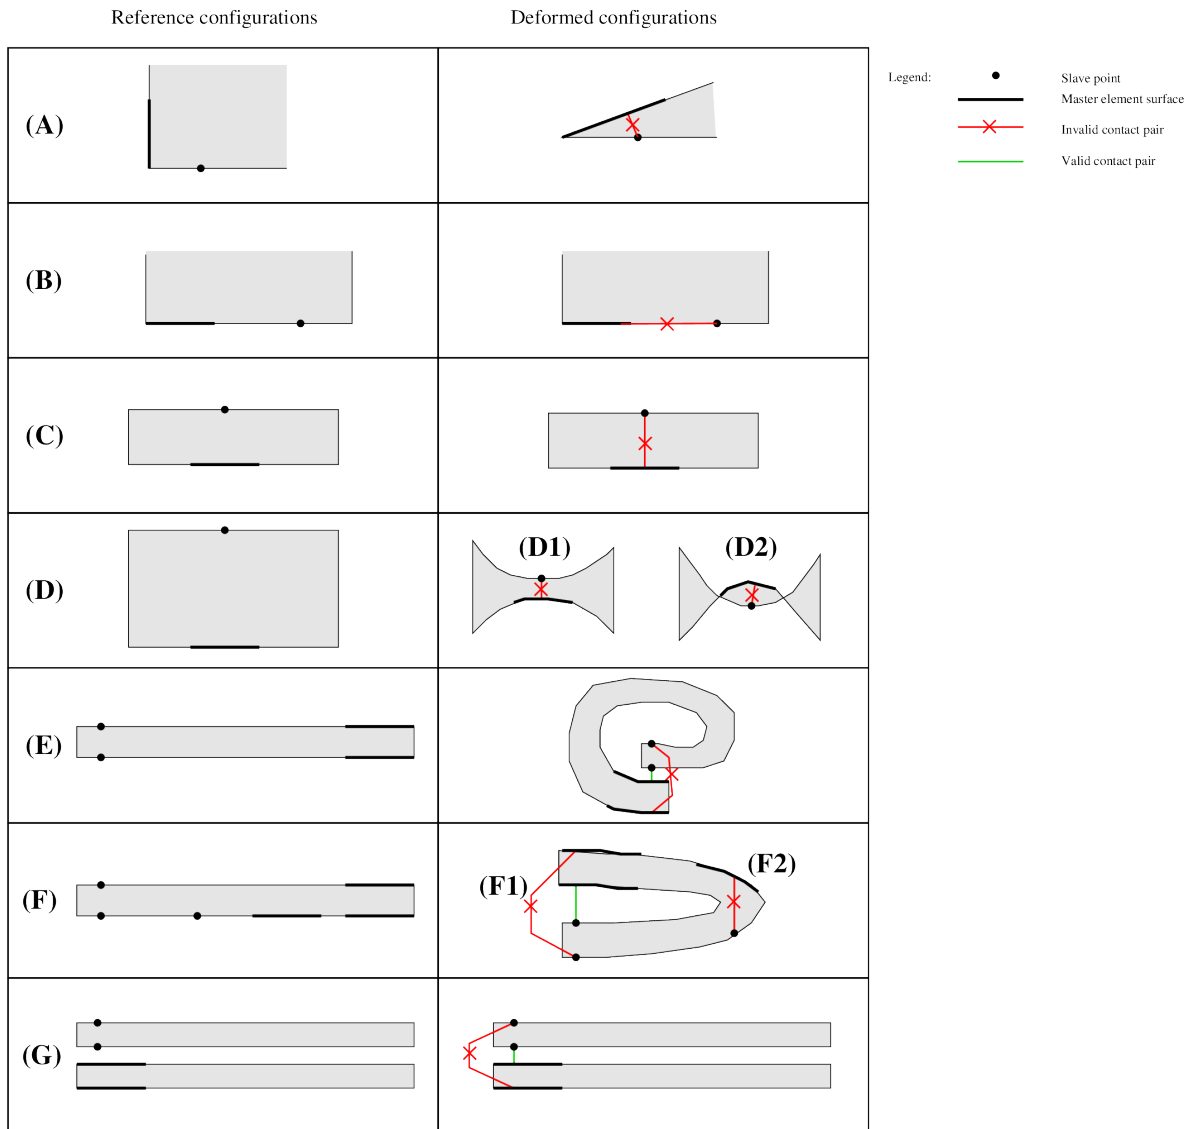 Reference configurations
Deformed configurations
Legend:
Slave point
Master element surface
Invalid contact pair
Valid contact pair
(A)
(B)
(C)
(D)
(D1)
(D2)
(E)
(F)
(F1)
(F2)
(G)